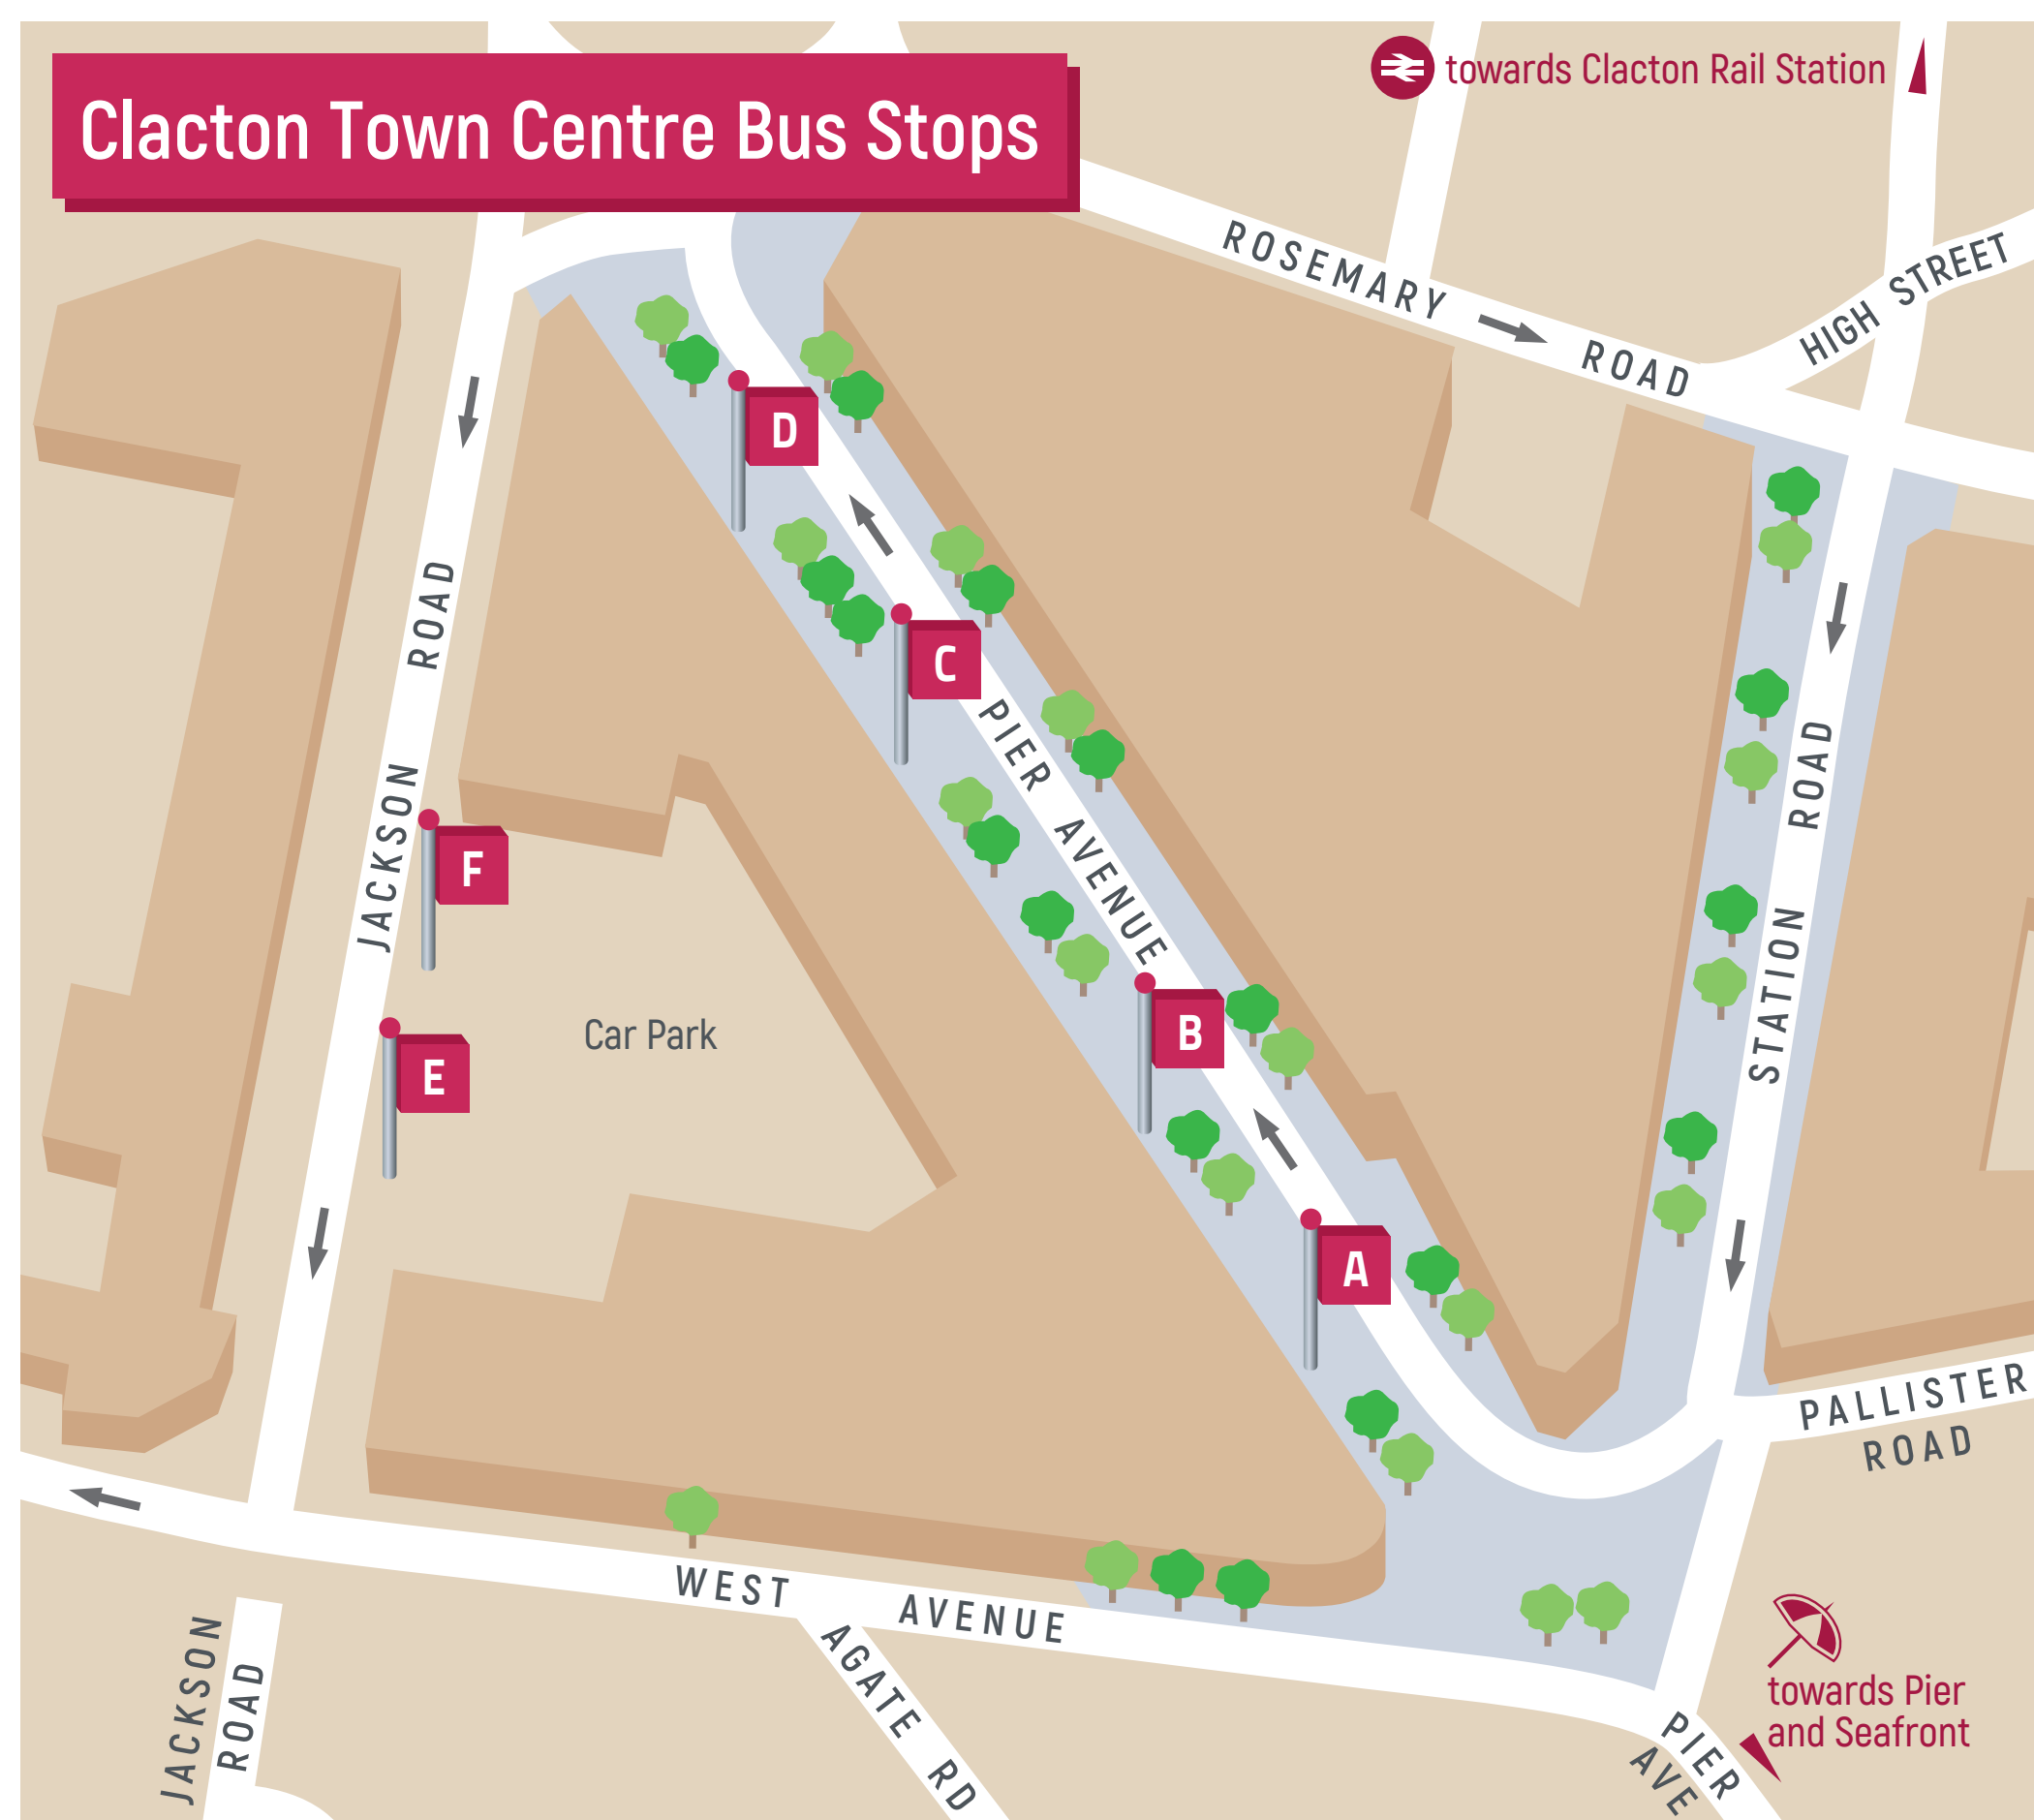 Clacton Town Centre Bus Stops
towards Clacton Rail Station
ROSEMARY
ROAD
HIGH STREET
D
C
PIER AVENUE
JACKSON ROAD
F
E
Car Park
B
A
STATION ROAD
PALLISTER
ROAD
WEST AVENUE
AGATE RD
JACKSON
ROAD
towards Pier
and Seafront
PIER
AVE